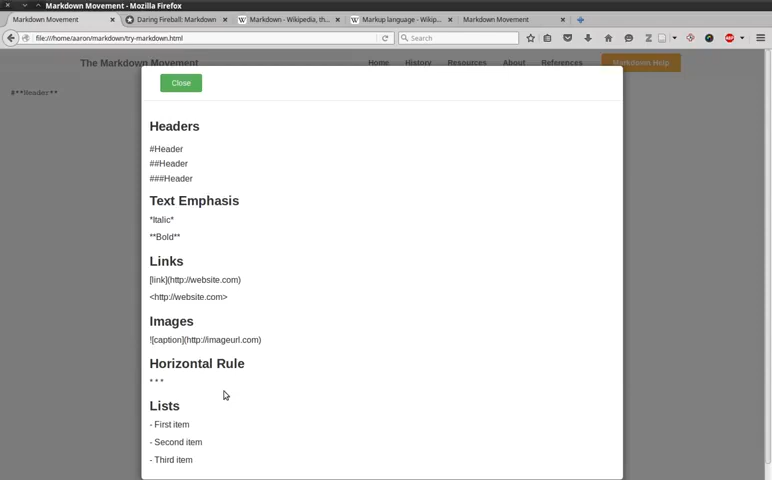 Markdown Movement - Mozilla Firefox
Markdown Movement
Daring Fireball: Markdown
Markdown - Wikipedia, th...
Markup language - Wikip...
Markdown Movement
file:///home/aaron/markdown/try-markdown.html
Search
ABP
The Markdown Movement
Home History Resources About References Markdown Help
#**Header**
Close
Headers
#Header
##Header
###Header
Text Emphasis
*Italic*
**Bold**
Links
[link](http://website.com)
<http://website.com>
Images
![caption](http://imageurl.com)
Horizontal Rule
* * *
Lists
- First item
- Second item
- Third item